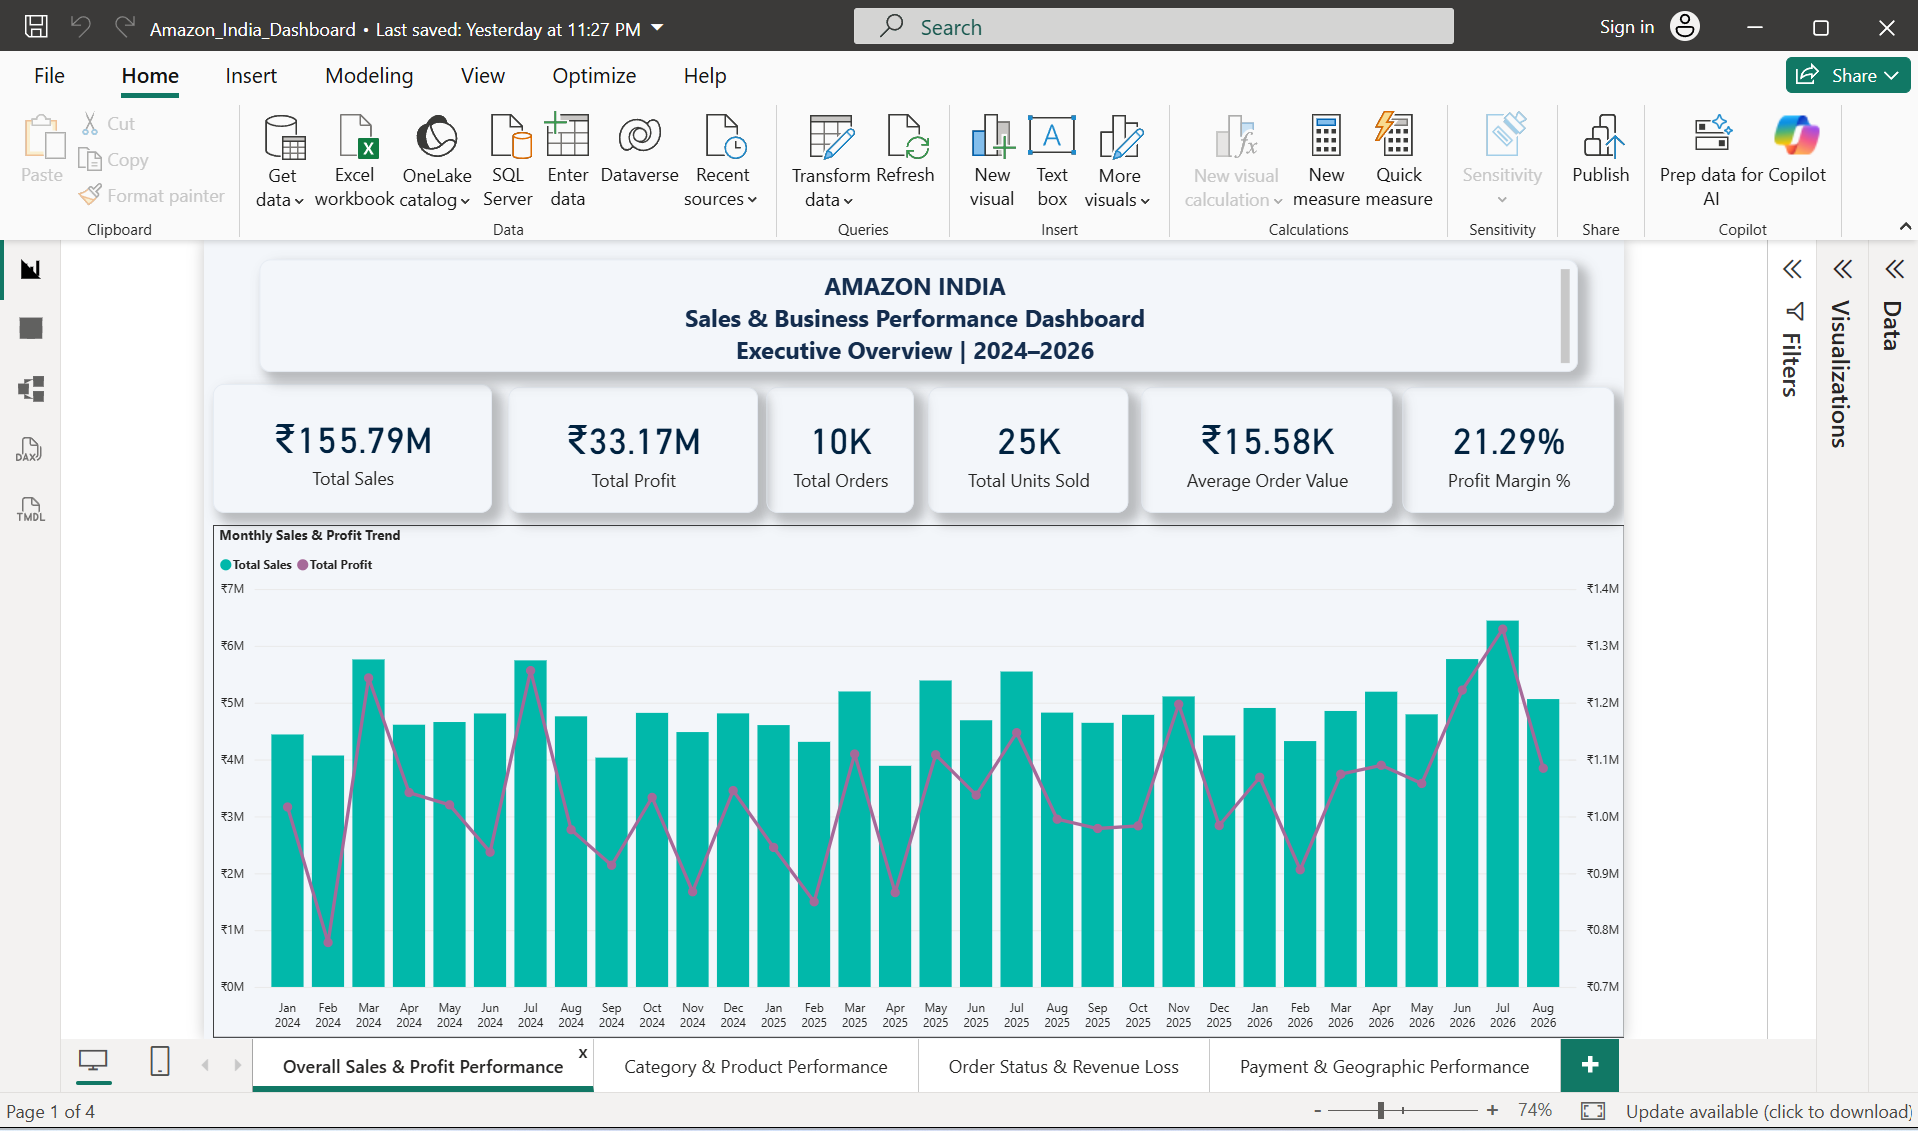 Amazon_India_Dashboard • Last saved: Yesterday at 11:27 PM
Search
Sign in
File Home Insert Modeling View Optimize Help
Share
Paste
Cut
Copy
Format painter
Clipboard
Get data
Excel workbook
OneLake catalog
SQL Server
Enter data
Dataverse
Recent sources
Data
Transform data
Refresh
Queries
New visual
Text box
More visuals
Insert
New visual calculation
New measure
Quick measure
Calculations
Sensitivity
Sensitivity
Publish
Share
Prep data for AI
Copilot
Copilot
DAX
TMDL
AMAZON INDIA
Sales & Business Performance Dashboard
Executive Overview | 2024–2026
₹155.79M
Total Sales
₹33.17M
Total Profit
10K
Total Orders
25K
Total Units Sold
₹15.58K
Average Order Value
21.29%
Profit Margin %
Monthly Sales & Profit Trend
Total Sales Total Profit
₹7M
₹6M
₹5M
₹4M
₹3M
₹2M
₹1M
₹0M
₹1.4M
₹1.3M
₹1.2M
₹1.1M
₹1.0M
₹0.9M
₹0.8M
₹0.7M
Jan Feb Mar Apr May Jun Jul Aug Sep Oct Nov Dec Jan Feb Mar Apr May Jun Jul Aug Sep Oct Nov Dec Jan Feb Mar Apr May Jun Jul Aug
2024 2024 2024 2024 2024 2024 2024 2024 2024 2024 2024 2024 2025 2025 2025 2025 2025 2025 2025 2025 2025 2025 2025 2025 2026 2026 2026 2026 2026 2026 2026 2026
Filters
Visualizations
Data
Overall Sales & Profit Performance x
Category & Product Performance
Order Status & Revenue Loss
Payment & Geographic Performance
+
Page 1 of 4
- + 74%
Update available (click to download)